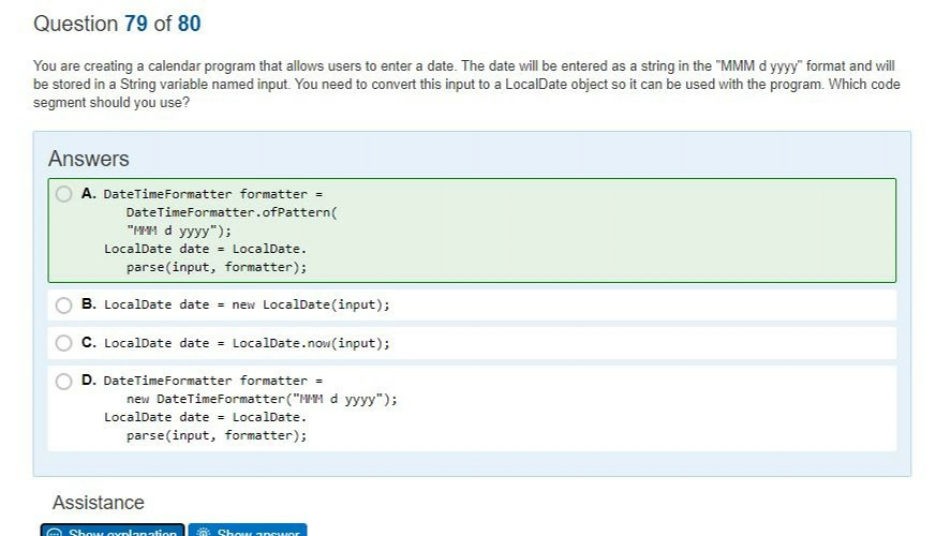 Question 79 of 80
You are creating a calendar program that allows users to enter a date. The date will be entered as a string in the "MMM d yyyy" format and will
be stored in a String variable named input. You need to convert this input to a LocalDate object so it can be used with the program. Which code
segment should you use?
Answers
A. DateTimeFormatter formatter =
DateTimeFormatter.ofPattern(
"MMM d yyyy");
LocalDate date = LocalDate.
parse(input, formatter);
B. LocalDate date = new LocalDate(input);
C. LocalDate date = LocalDate.now(input);
D. DateTimeFormatter formatter =
new DateTimeFormatter("MMM d yyyy");
LocalDate date = LocalDate.
parse(input, formatter);
Assistance
Show explanation Show answer